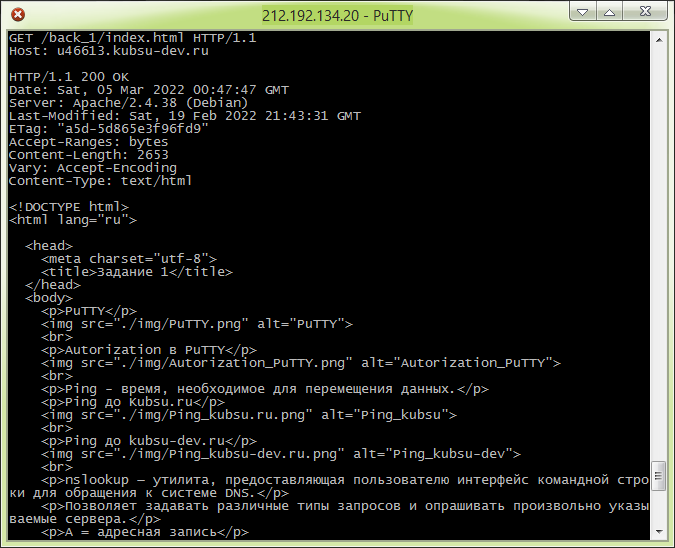 212.192.134.20 - PuTTY
GET /back_1/index.html HTTP/1.1
Host: u46613.kubsu-dev.ru

HTTP/1.1 200 OK
Date: Sat, 05 Mar 2022 00:47:47 GMT
Server: Apache/2.4.38 (Debian)
Last-Modified: Sat, 19 Feb 2022 21:43:31 GMT
ETag: "a5d-5d865e3f96fd9"
Accept-Ranges: bytes
Content-Length: 2653
Vary: Accept-Encoding
Content-Type: text/html

<!DOCTYPE html>
<html lang="ru">

  <head>
    <meta charset="utf-8">
    <title>Задание 1</title>
  </head>
  <body>
    <p>PuTTY</p>
    <img src="./img/PuTTY.png" alt="PuTTY">
    <br>
    <p>Autorization в PuTTY</p>
    <img src="./img/Autorization_PuTTY.png" alt="Autorization_PuTTY">
    <br>
    <p>Ping - время, необходимое для перемещения данных.</p>
    <p>Ping до Kubsu.ru</p>
    <img src="./img/Ping_kubsu.ru.png" alt="Ping_kubsu">
    <br>
    <p>Ping до kubsu-dev.ru</p>
    <img src="./img/Ping_kubsu-dev.ru.png" alt="Ping_kubsu-dev">
    <br>
    <p>nslookup — утилита, предоставляющая пользователю интерфейс командной стро
ки для обращения к системе DNS.</p>
    <p>Позволяет задавать различные типы запросов и опрашивать произвольно указы
ваемые сервера.</p>
    <p>A = адресная запись</p>